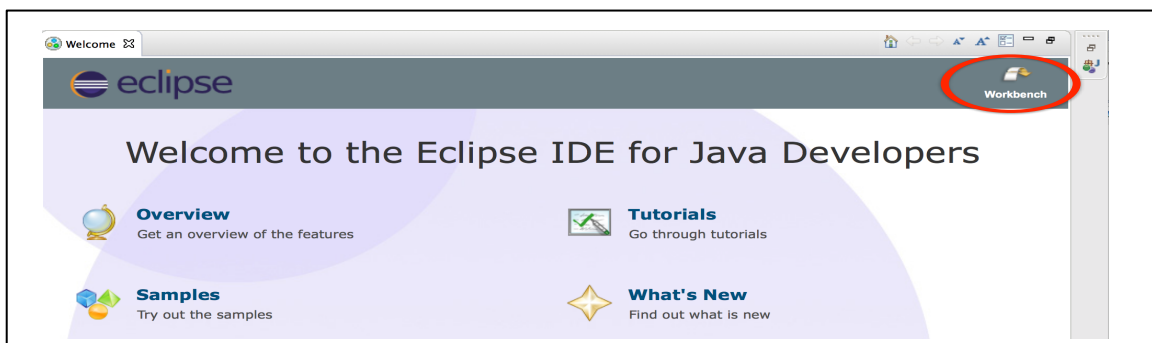 Welcome
eclipse
Workbench
Welcome to the Eclipse IDE for Java Developers
Overview
Get an overview of the features
Tutorials
Go through tutorials
Samples
Try out the samples
What's New
Find out what is new